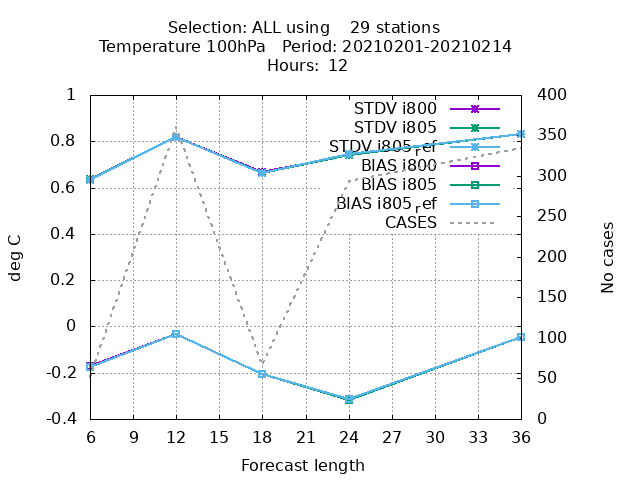 Selection: ALL using    29 stations
Temperature 100hPa   Period: 20210201-20210214
Hours: 12
1
0.8
0.6
0.4
0.2
0
-0.2
-0.4
deg C
400
350
300
250
200
150
100
50
0
No cases
STDV i800
STDV i805
STDV i805ref
BIAS i800
BIAS i805
BIAS i805ref
CASES
6 9 12 15 18 21 24 27 30 33 36
Forecast length